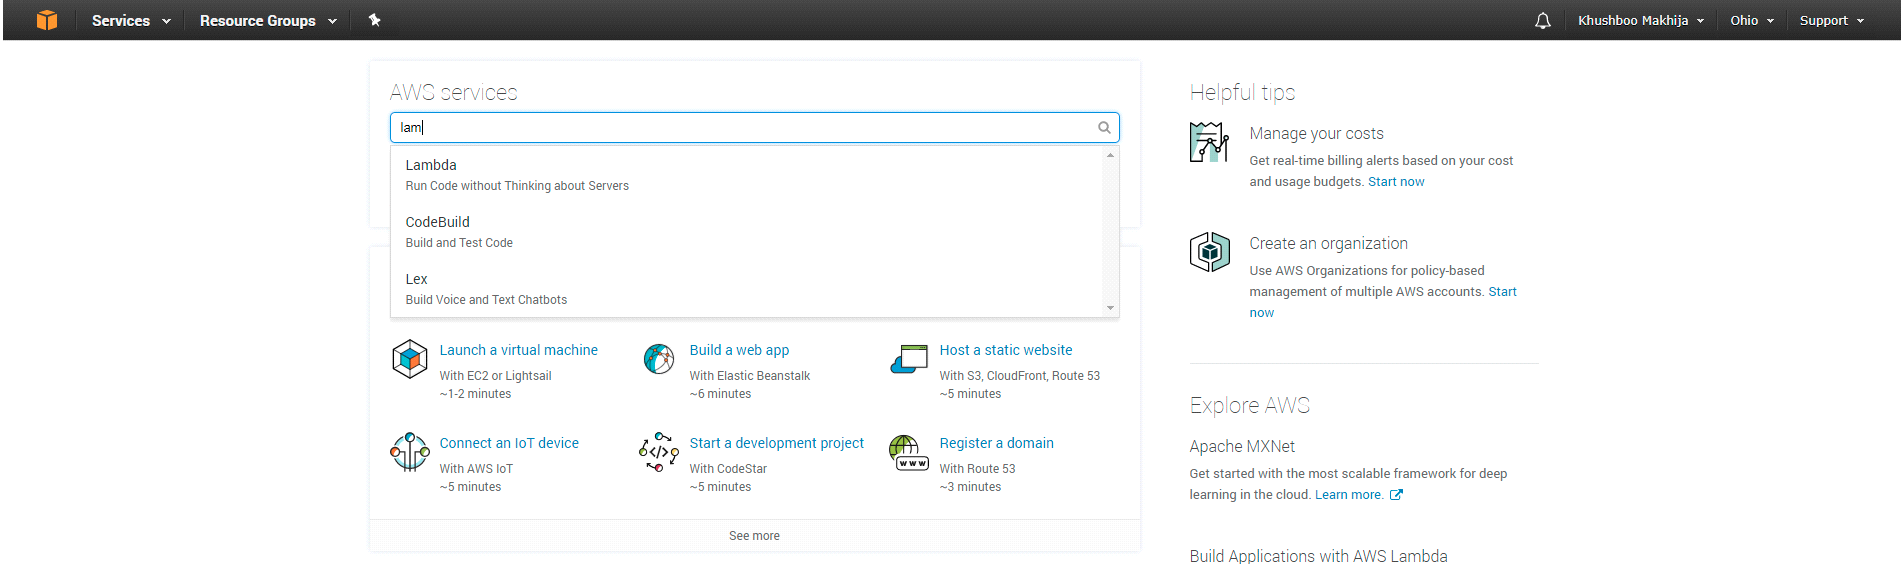 Services
Resource Groups
Khushboo Makhija
Ohio
Support
AWS services
lam
Lambda
Run Code without Thinking about Servers
CodeBuild
Build and Test Code
Lex
Build Voice and Text Chatbots
Launch a virtual machine
With EC2 or Lightsail
~1-2 minutes
Build a web app
With Elastic Beanstalk
~6 minutes
Host a static website
With S3, CloudFront, Route 53
~5 minutes
Connect an IoT device
With AWS IoT
~5 minutes
Start a development project
With CodeStar
~5 minutes
Register a domain
With Route 53
~3 minutes
www
See more
Helpful tips
Manage your costs
Get real-time billing alerts based on your cost
and usage budgets. Start now
Create an organization
Use AWS Organizations for policy-based
management of multiple AWS accounts. Start
now
Explore AWS
Apache MXNet
Get started with the most scalable framework for deep
learning in the cloud. Learn more.
Build Applications with AWS Lambda